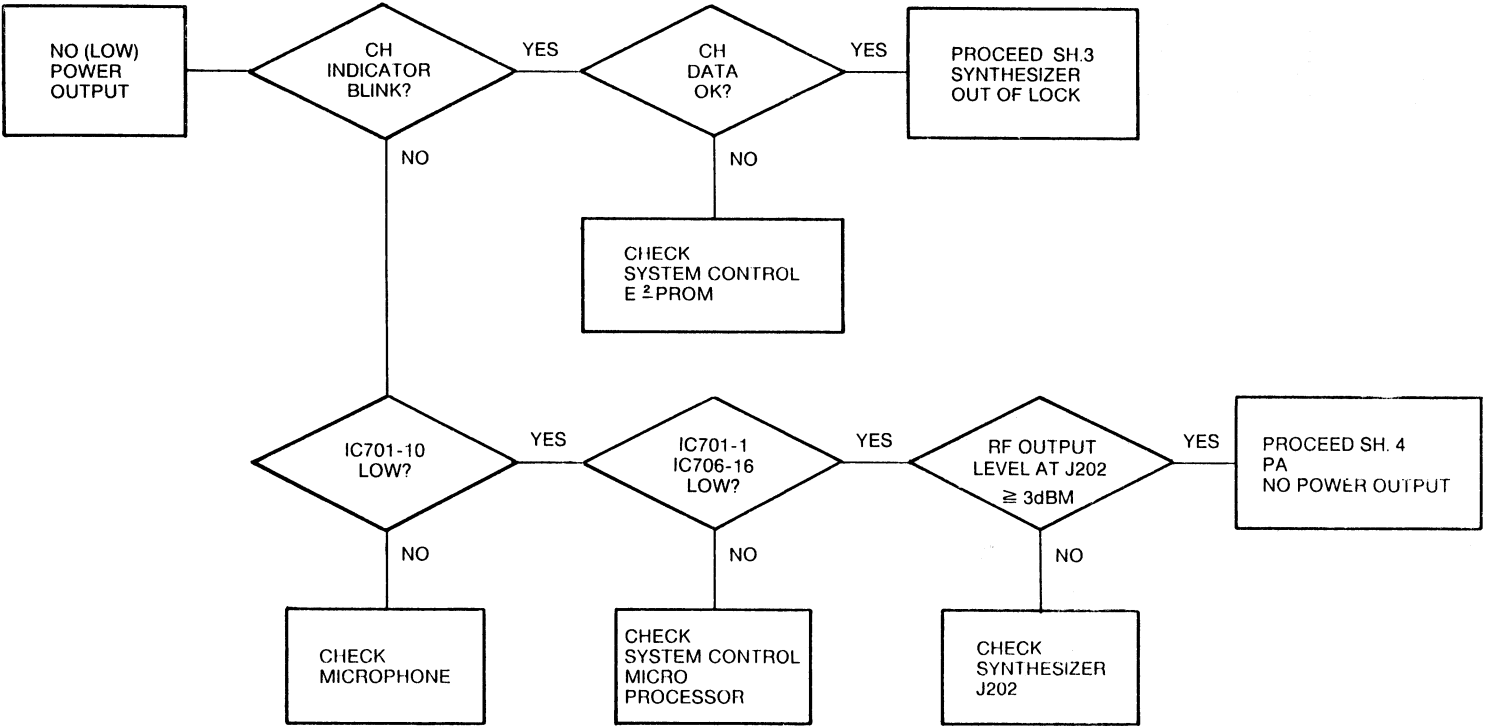 NO (LOW)
POWER
OUTPUT
CH
INDICATOR
BLINK?
YES
CH
DATA
OK?
YES
PROCEED SH.3
SYNTHESIZER
OUT OF LOCK
NO
NO
CHECK
SYSTEM CONTROL
E²-PROM
IC701-10
LOW?
YES
IC701-1
IC706-16
LOW?
YES
RF OUTPUT
LEVEL AT J202
≧ 3dBM
YES
PROCEED SH. 4
PA
NO POWER OUTPUT
NO
NO
NO
CHECK
MICROPHONE
CHECK
SYSTEM CONTROL
MICRO
PROCESSOR
CHECK
SYNTHESIZER
J202